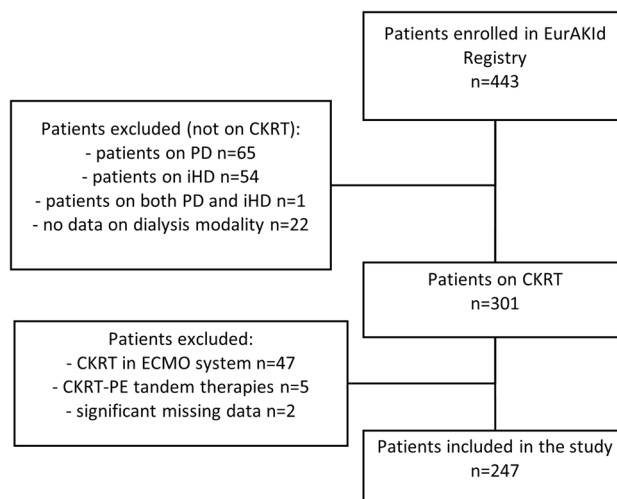 Patients enrolled in EurAKId
Registry
n=443
Patients excluded (not on CKRT):
- patients on PD n=65
- patients on iHD n=54
- patients on both PD and iHD n=1
- no data on dialysis modality n=22
Patients on CKRT
n=301
Patients excluded:
- CKRT in ECMO system n=47
- CKRT-PE tandem therapies n=5
- significant missing data n=2
Patients included in the study
n=247